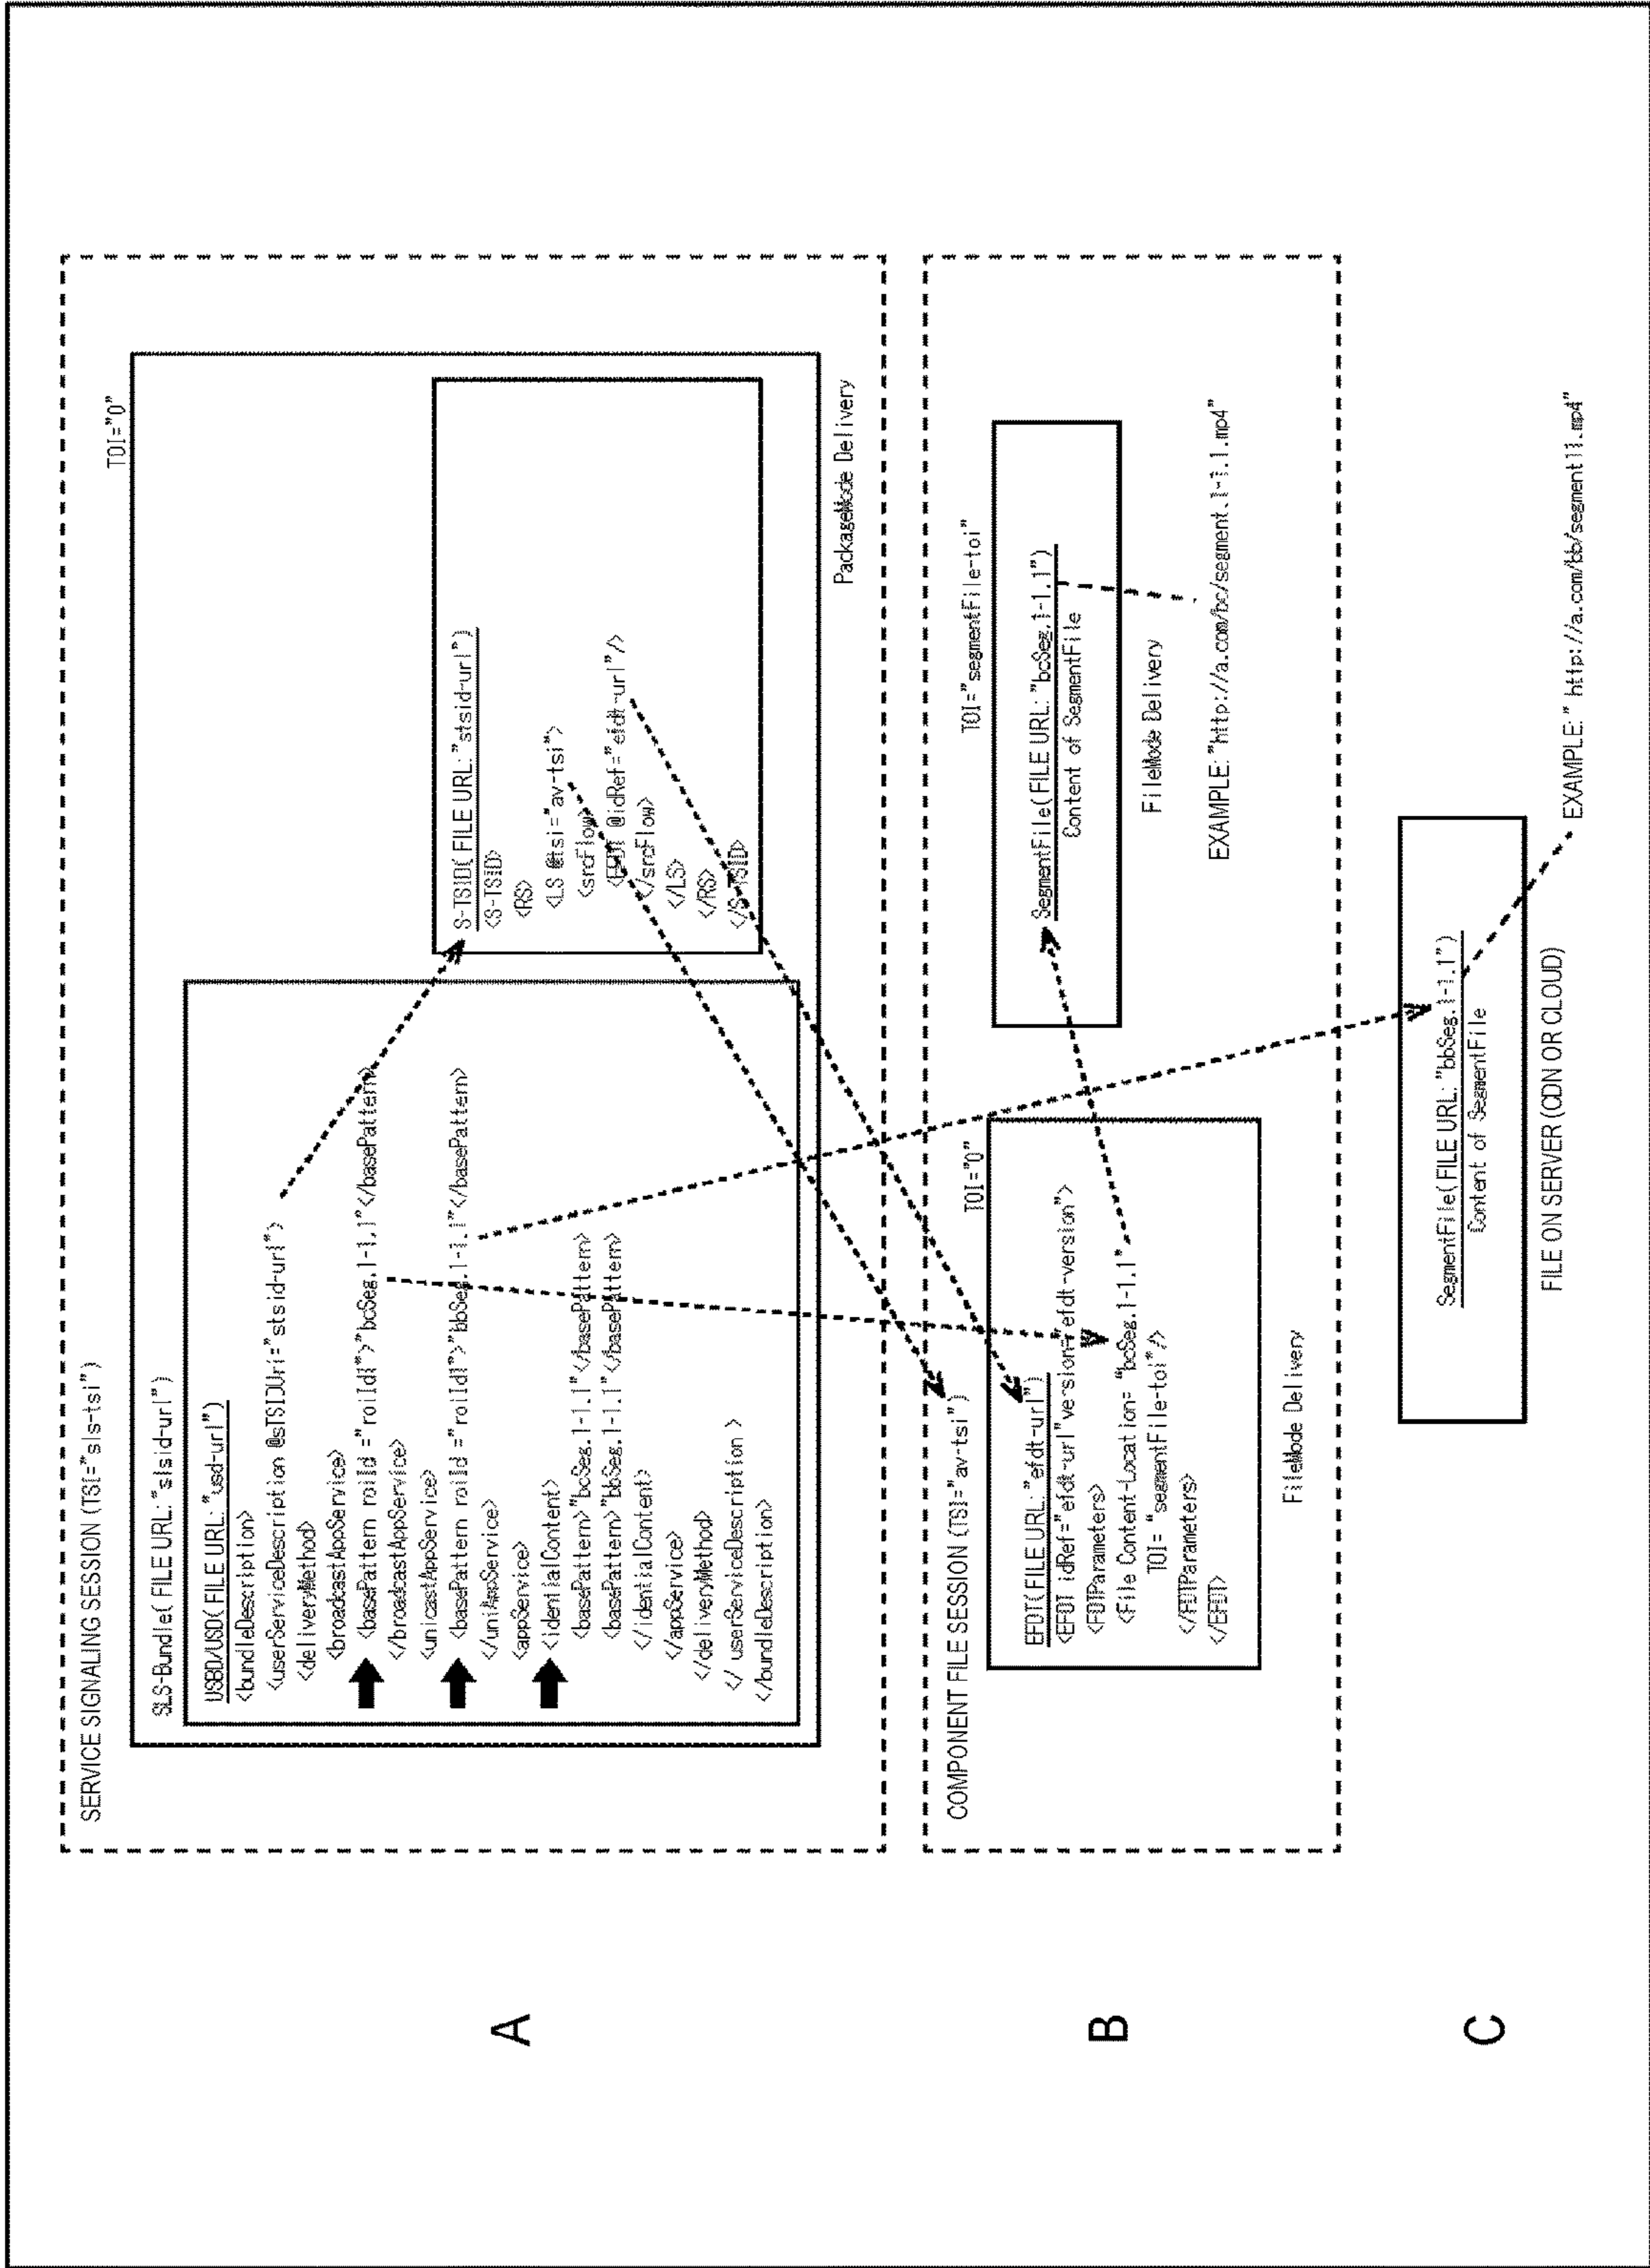 A
SERVICE SIGNALING SESSION (TSI="sls-tsi")
TOI="0"
SLS-Bundle( FILE URL:"slsid-url")
USBD/USD( FILE URL: "usd-url")
<bundleDescription>
<userServiceDescription @sTSIDUri="stsid-url">
<deliveryMethod>
<broadcastAppService>
<basePattern roiId ="roiId1">"bcSeg.1-1.1"</basePattern>
</broadcastAppService>
<unicastAppService>
<basePattern roiId ="roiId1">"bbSeg.1-1.1"</basePattern>
</uniAppService>
<appService>
<identialContent>
<basePattern>"bcSeg.1-1.1"</basePattern>
<basePattern>"bbSeg.1-1.1"</basePattern>
</identialContent>
</appService>
</deliveryMethod>
</ userServiceDescription >
</bundleDescription>
S-TSID( FILE URL: "stsid-url")
<S-TSID>
<RS>
<LS @tsi="av-tsi">
<srcFlow>
<EFDT @idRef="efdt-url"/>
</srcFlow>
</LS>
</RS>
</S-TSID>
PackageMode Delivery
B
COMPONENT FILE SESSION (TSI="av-tsi")
TOI="0"
EFDT(FILE URL:"efdt-url")
<EFDT idRef="efdt-url"version="efdt-version">
<FDTParameters>
<File Content-Location= "bcSeg.1-1.1"
TOI= "segmentFile-toi"/>
</FDTParameters>
</EFDT>
FileMode Delivery
TOI="segmentFile-toi"
SegmentFile( FILE URL: "bcSeg.1-1.1")
Content of SegmentFile
FileMode Delivery
EXAMPLE: "http://a.com/bc/segment.1-1.1.mp4"
C
SegmentFile( FILE URL: "bbSeg.1-1.1")
Content of SegmentFile
FILE ON SERVER (CDN OR CLOUD)
EXAMPLE: " http://a.com/bb/segment11.mp4"